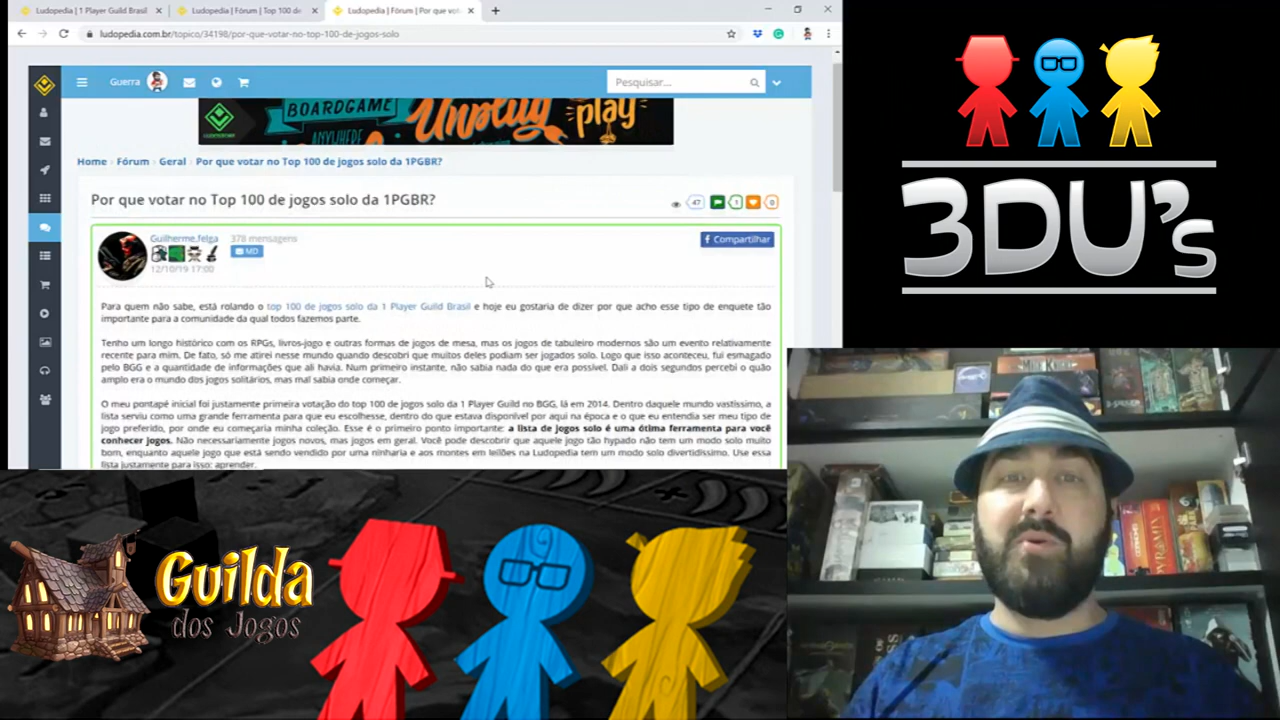 Ludopedia | 1 Player Guild Brasil
Ludopedia | Fórum | Top 100 de
Ludopedia | Fórum | Por que vot
ludopedia.com.br/topico/34198/por-que-votar-no-top-100-de-jogos-solo
Guerra
Pesquisar...
BOARDGAME
ANYWHERE
Unplug
play
Home
Fórum
Geral
Por que votar no Top 100 de jogos solo da 1PGBR?
Por que votar no Top 100 de jogos solo da 1PGBR?
47
1
0
Guilherme.felga
378 mensagens
MD
12/10/19 17:00
Compartilhar
Para quem não sabe, está rolando o top 100 de jogos solo da 1 Player Guild Brasil e hoje eu gostaria de dizer por que acho esse tipo de enquete tão
importante para a comunidade da qual todos fazemos parte.
Tenho um longo histórico com os RPGs, livros-jogo e outras formas de jogos de mesa, mas os jogos de tabuleiro modernos são um evento relativamente
recente para mim. De fato, só me atirei nesse mundo quando descobri que muitos deles podiam ser jogados solo. Logo que isso aconteceu, fui esmagado
pelo BGG e a quantidade de informações que ali havia. Num primeiro instante, não sabia nada do que era possível. Dali a dois segundos percebi o quão
amplo era o mundo dos jogos solitários, mas mal sabia onde começar.
O meu pontapé inicial foi justamente primeira votação do top 100 de jogos solo da 1 Player Guild no BGG, lá em 2014. Dentro daquele mundo vastíssimo, a
lista serviu como uma grande ferramenta para que eu escolhesse, dentro do que estava disponível por aqui na época e o que eu entendia ser meu tipo de
jogo preferido, por onde eu começaria minha coleção. Esse é o primeiro ponto importante: a lista de jogos solo é uma ótima ferramenta para você
conhecer jogos. Não necessariamente jogos novos, mas jogos em geral. Você pode descobrir que aquele jogo tão hypado não tem um modo solo muito
bom, enquanto aquele jogo que está sendo vendido por uma ninharia e aos montes em leilões na Ludopedia tem um modo solo divertidíssimo. Use essa
lista justamente para isso: aprender.
3DU's
Guilda
dos Jogos